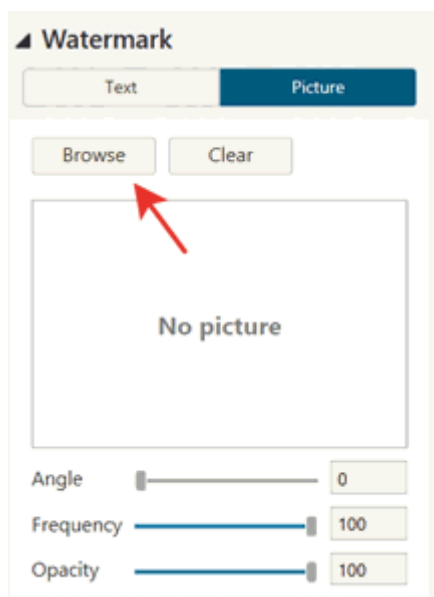 Watermark
Text Picture
Browse Clear
No picture
Angle 0
Frequency 100
Opacity 100